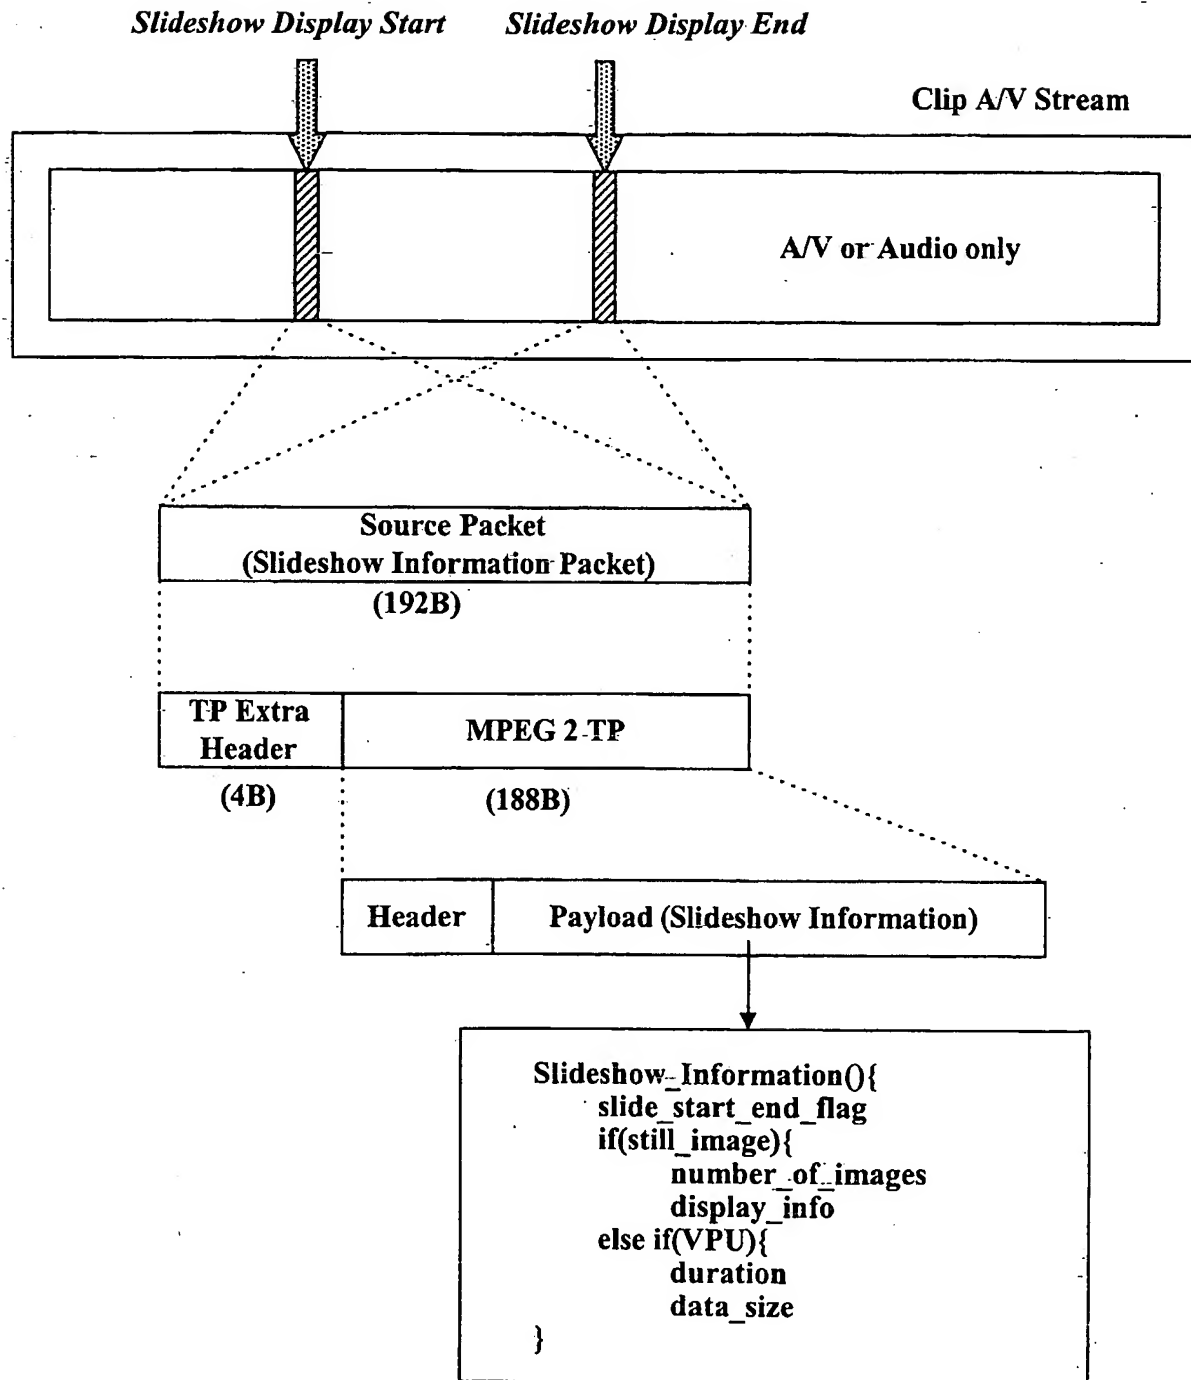 Slideshow Display Start
Slideshow Display End
Clip A/V Stream
A/V or Audio only
Source Packet
(Slideshow Information Packet)
(192B)
TP Extra
Header
MPEG 2 TP
(4B)
(188B)
Header
Payload (Slideshow Information)
Slideshow_Information(){
slide_start_end_flag
if(still_image){
number_of_images
display_info
else if(VPU){
duration
data_size
}